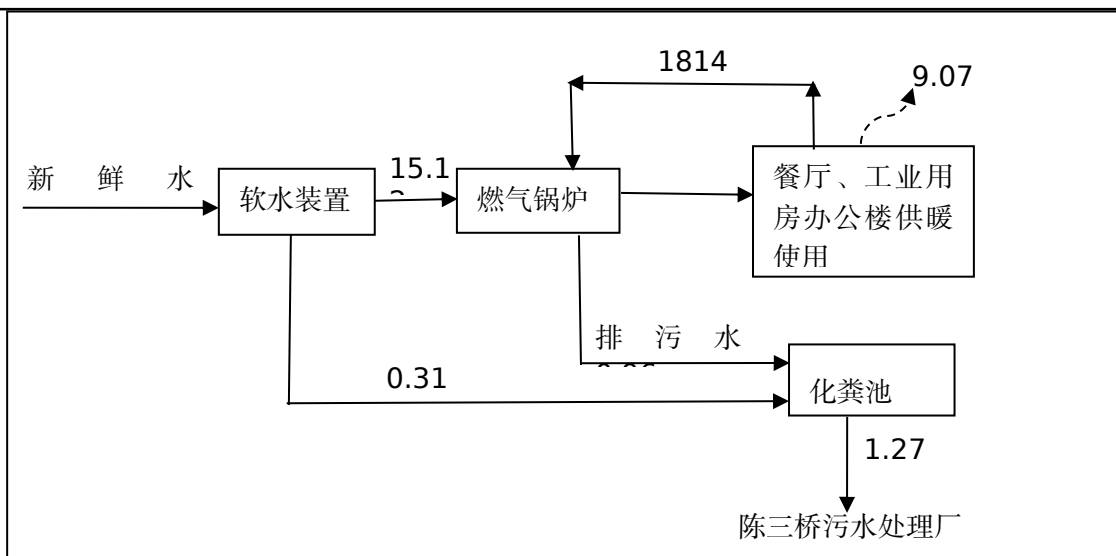 1814
9.07
新 鲜 水
软水装置
15.1
燃气锅炉
餐厅、工业用
房办公楼供暖
使用
排 污 水
0.31
化粪池
1.27
陈三桥污水处理厂